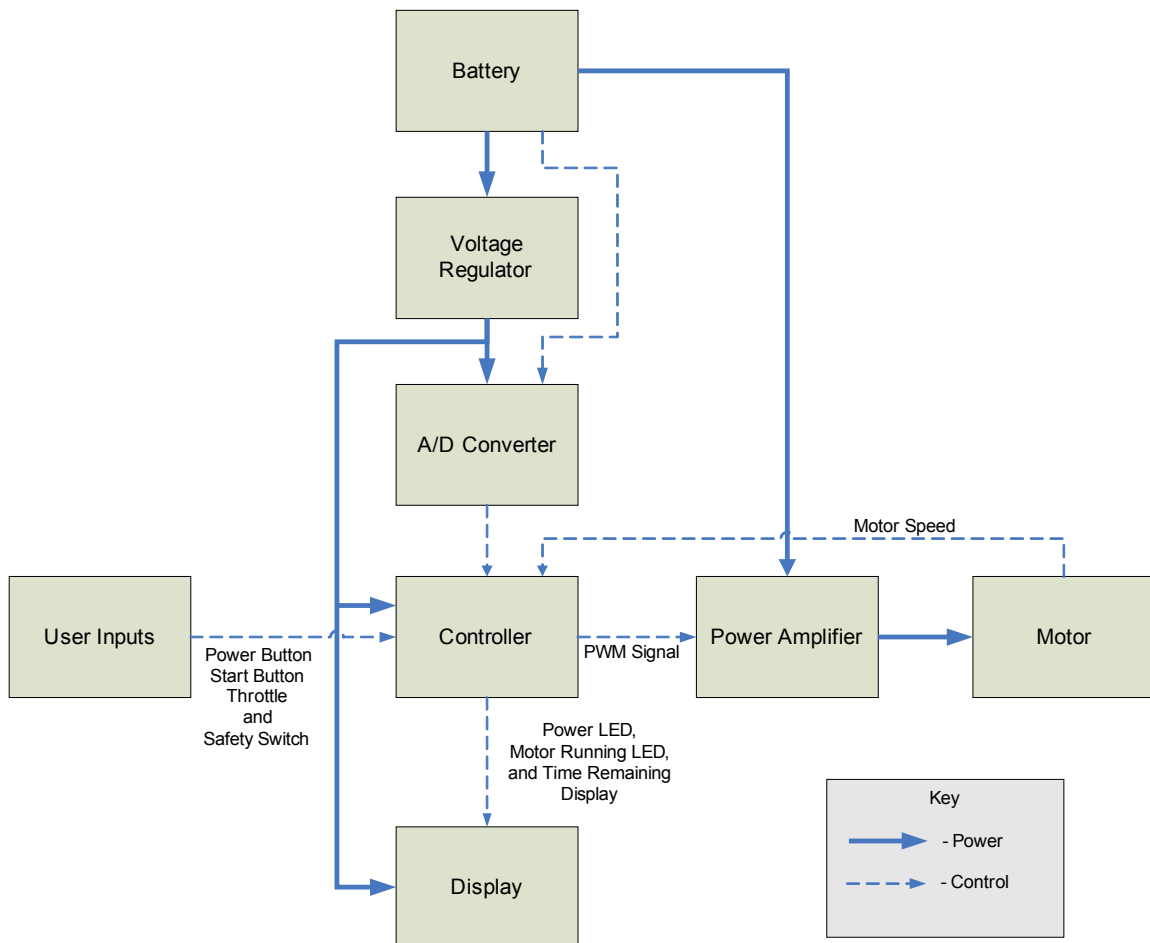 Battery
Voltage
Regulator
A/D Converter
Motor Speed
User Inputs
Controller
Power Amplifier
Motor
PWM Signal
Power Button
Start Button
Throttle
and
Safety Switch
Power LED,
Motor Running LED,
and Time Remaining
Display
Display
Key
- Power
- Control